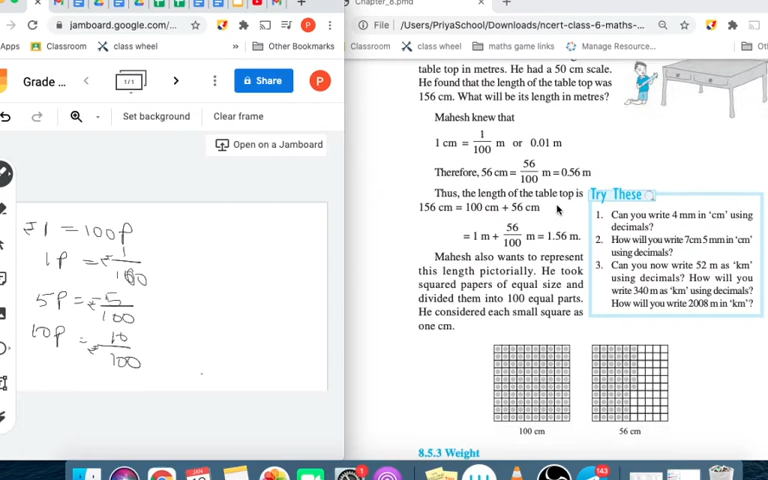 jamboard.google.com/...
Chapter_8.pmd
File /Users/PriyaSchool/Downloads/ncert-class-6-maths-
Apps Classroom class wheel » Other Bookmarks
Classroom class wheel maths game links Manage Resource...
Grade ... 1/1 Share P
Set background Clear frame
Open on a Jamboard
₹1 = 100P
1P = ₹ 1/100
5P = ₹ 5/100
10P = ₹ 10/100
table top in metres. He had a 50 cm scale.
He found that the length of the table top was
156 cm. What will be its length in metres?
Mahesh knew that
1 cm = 1/100 m or 0.01 m
Therefore, 56 cm = 56/100 m = 0.56 m
Thus, the length of the table top is
156 cm = 100 cm + 56 cm
= 1 m + 56/100 m = 1.56 m.
Mahesh also wants to represent
this length pictorially. He took
squared papers of equal size and
divided them into 100 equal parts.
He considered each small square as
one cm.
Try These
1. Can you write 4 mm in 'cm' using
decimals?
2. How will you write 7cm 5 mm in 'cm'
using decimals?
3. Can you now write 52 m as 'km'
using decimals? How will you
write 340 m as 'km' using decimals?
How will you write 2008 m in 'km'?
100 cm
56 cm
8.5.3 Weight
JAN
1
143